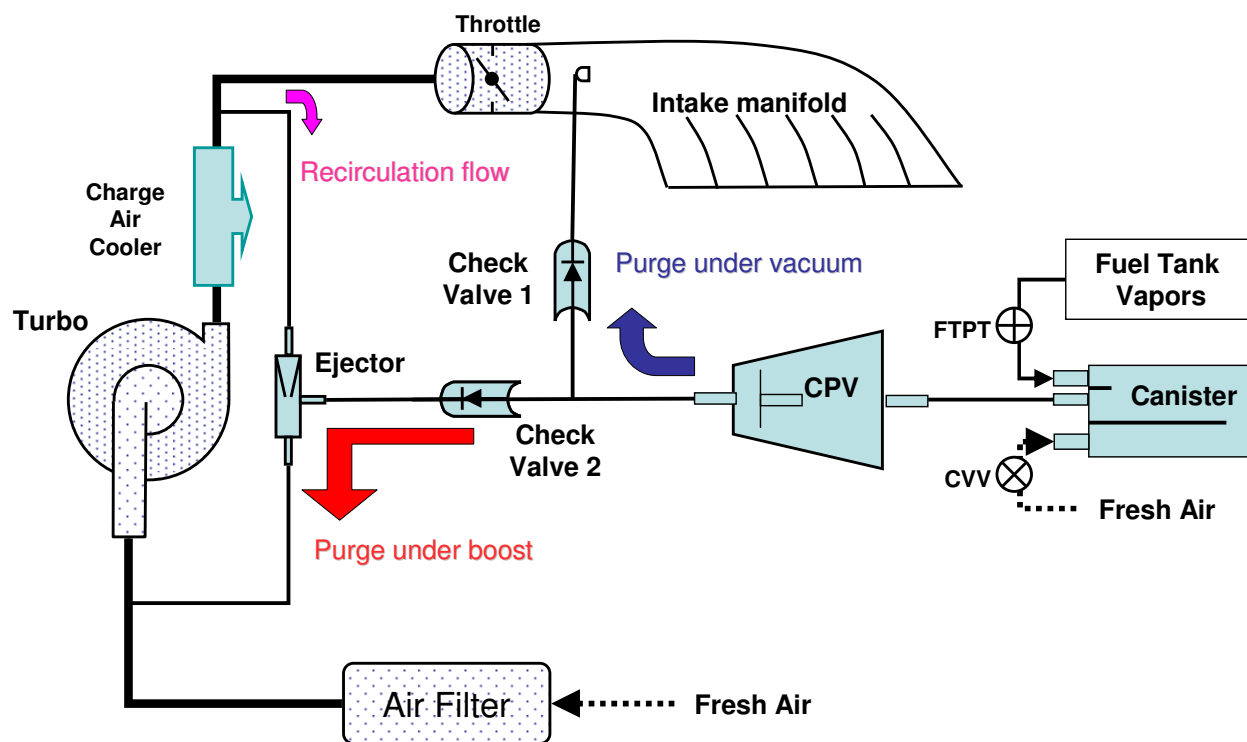 Throttle
Intake manifold
Recirculation flow
Charge
Air
Cooler
Check
Valve 1
Purge under vacuum
Fuel Tank
Vapors
FTPT
Turbo
Ejector
CPV
Canister
Check
Valve 2
CVV
Fresh Air
Purge under boost
Air Filter
Fresh Air